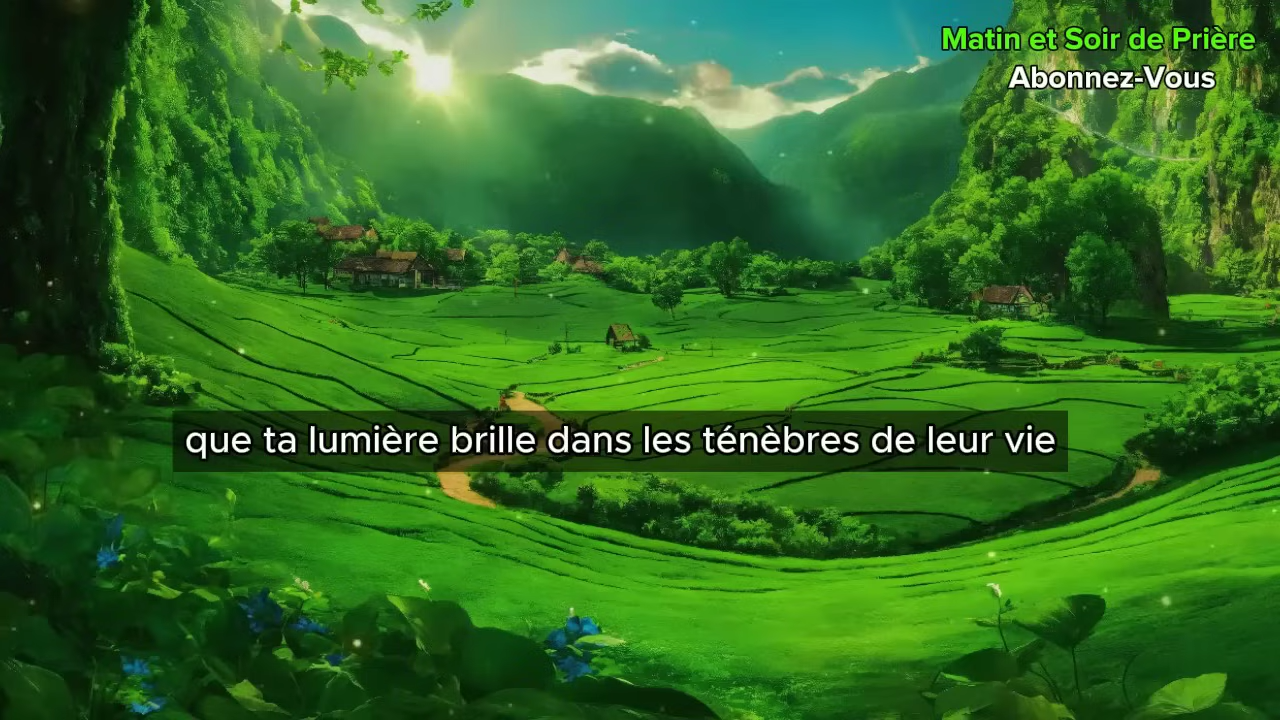 Matin et Soir de Prière
Abonnez-Vous
que ta lumière brille dans les ténèbres de leur vie